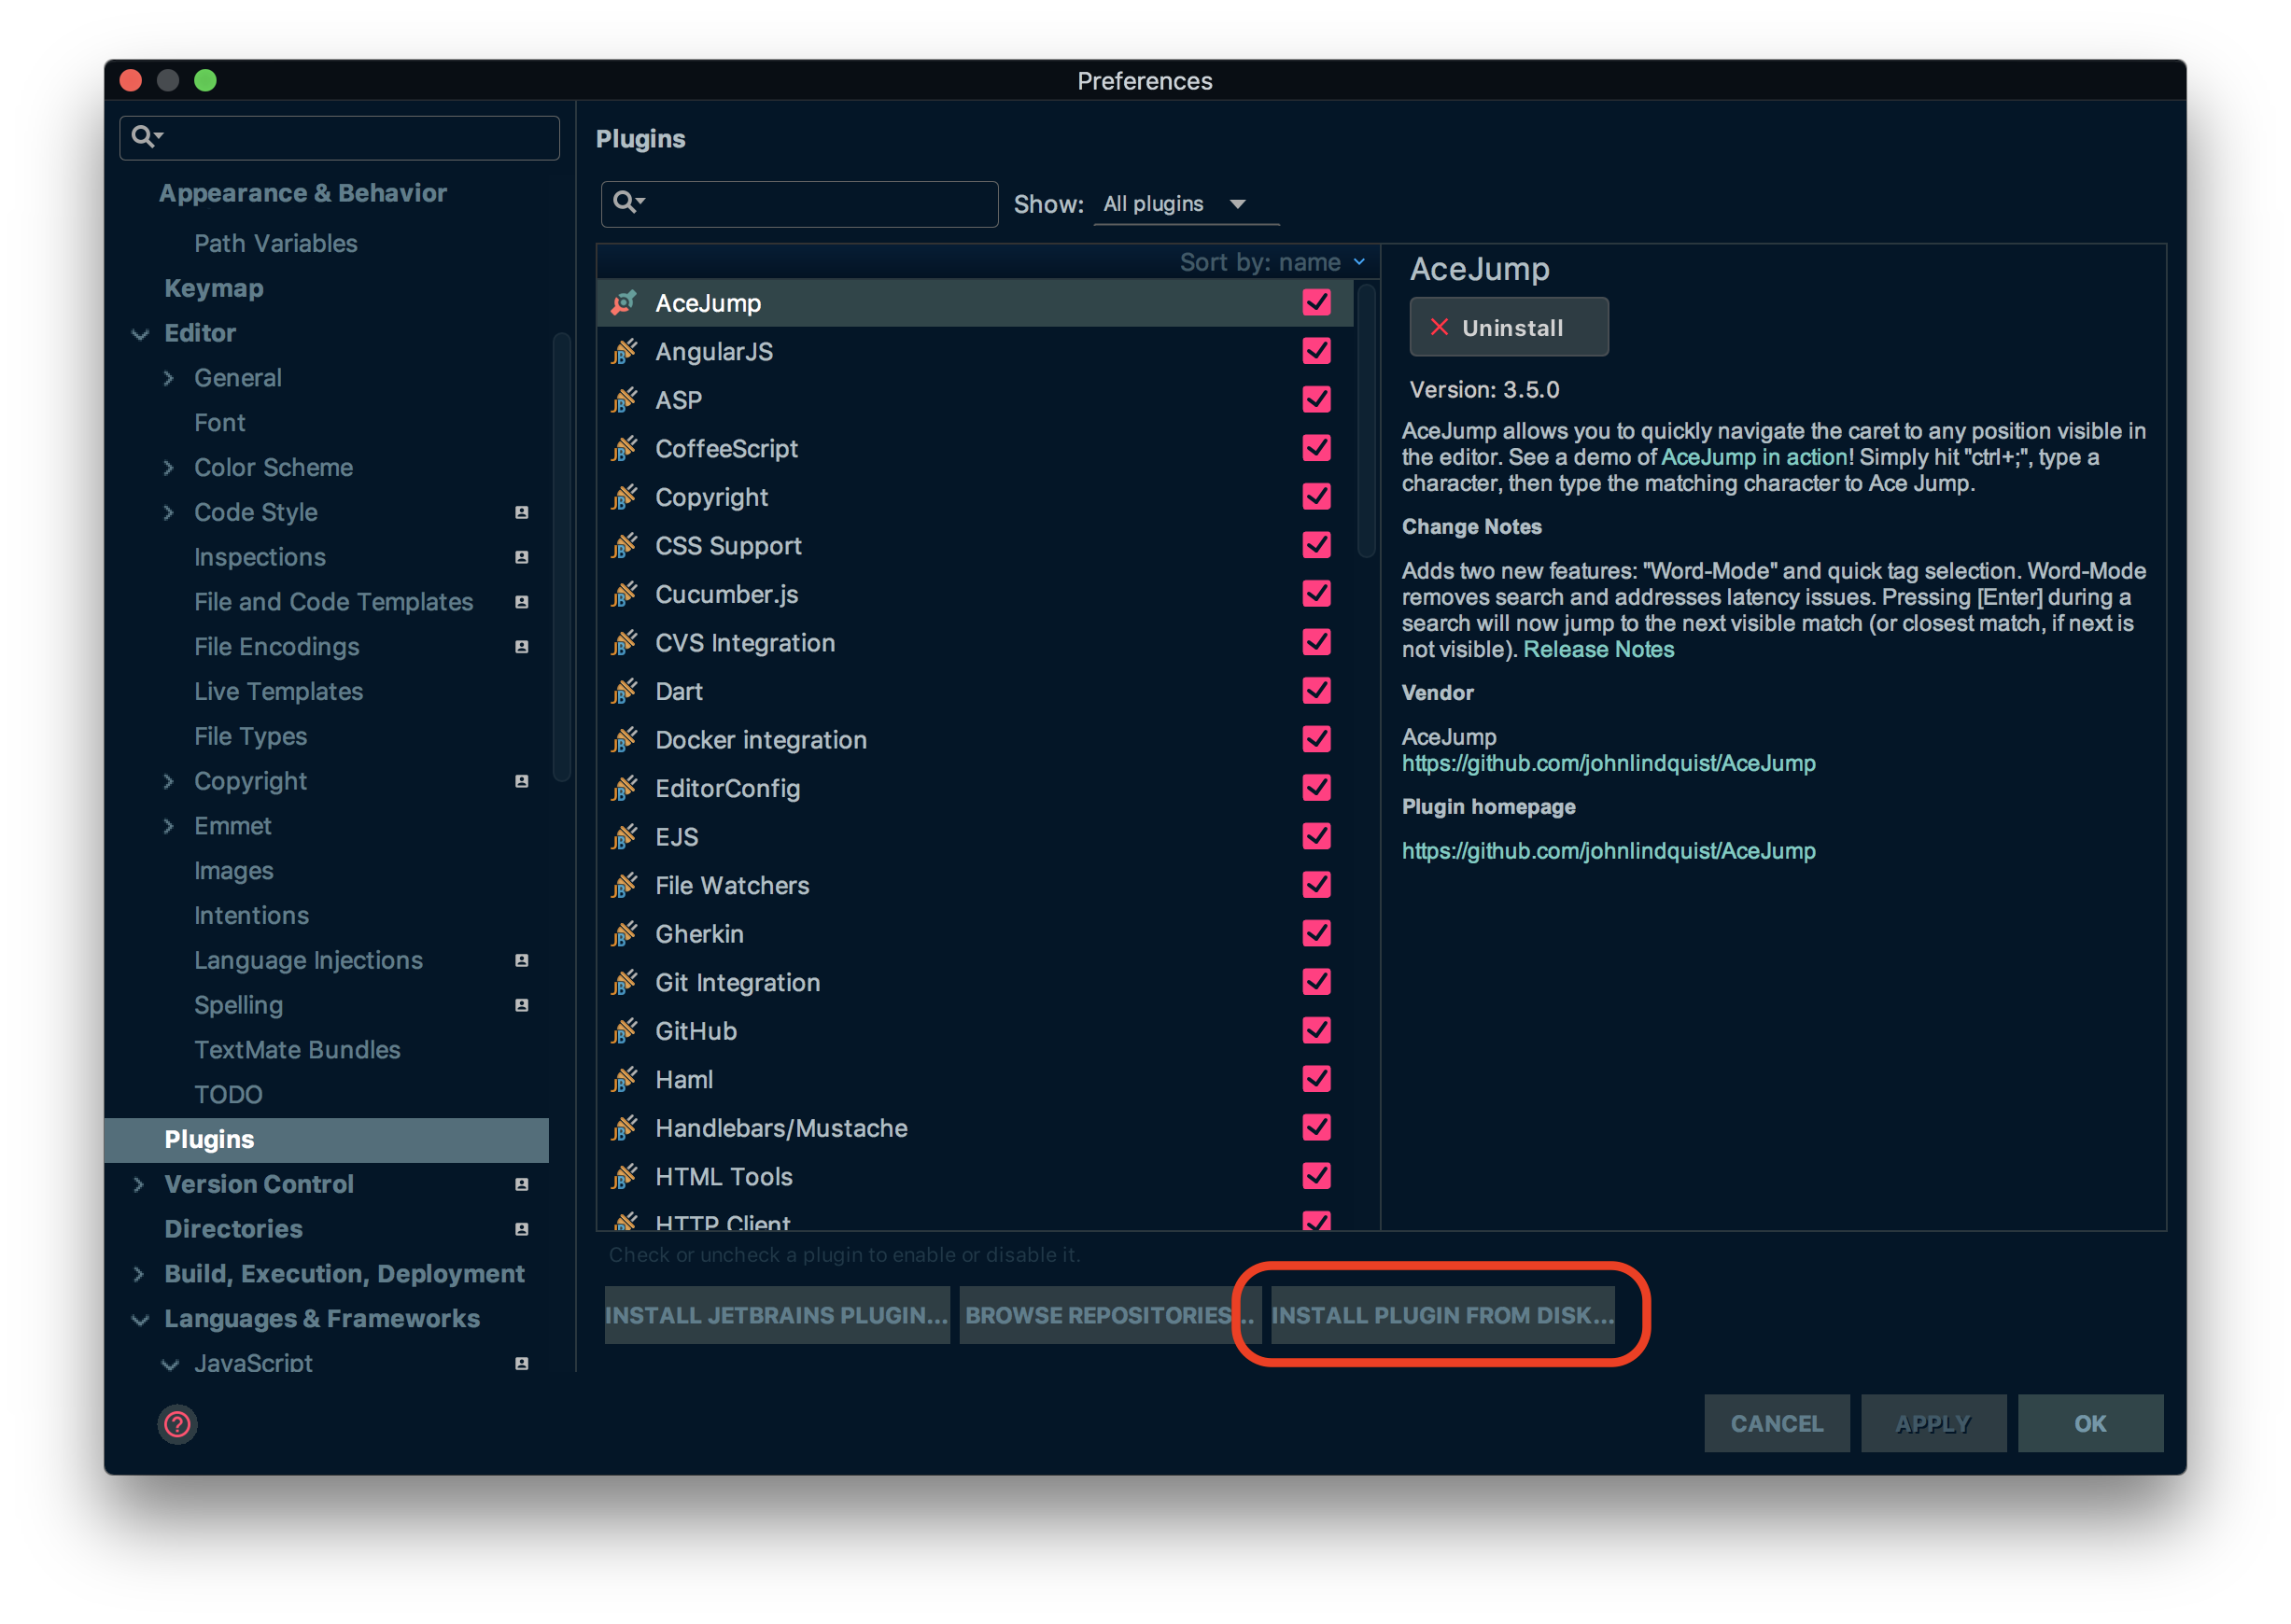 Preferences
Appearance & Behavior
Path Variables
Keymap
Editor
General
Font
Color Scheme
Code Style
Inspections
File and Code Templates
File Encodings
Live Templates
File Types
Copyright
Emmet
Images
Intentions
Language Injections
Spelling
TextMate Bundles
TODO
Plugins
Version Control
Directories
Build, Execution, Deployment
Languages & Frameworks
JavaScript
Plugins
Show: All plugins
Sort by: name
AceJump
AngularJS
ASP
CoffeeScript
Copyright
CSS Support
Cucumber.js
CVS Integration
Dart
Docker integration
EditorConfig
EJS
File Watchers
Gherkin
Git Integration
GitHub
Haml
Handlebars/Mustache
HTML Tools
HTTP Client
Check or uncheck a plugin to enable or disable it.
INSTALL JETBRAINS PLUGIN...
BROWSE REPOSITORIES...
INSTALL PLUGIN FROM DISK...
AceJump
Uninstall
Version: 3.5.0
AceJump allows you to quickly navigate the caret to any position visible in
the editor. See a demo of AceJump in action! Simply hit "ctrl+;", type a
character, then type the matching character to Ace Jump.
Change Notes
Adds two new features: "Word-Mode" and quick tag selection. Word-Mode
removes search and addresses latency issues. Pressing [Enter] during a
search will now jump to the next visible match (or closest match, if next is
not visible). Release Notes
Vendor
AceJump
https://github.com/johnlindquist/AceJump
Plugin homepage
https://github.com/johnlindquist/AceJump
CANCEL
APPLY
OK